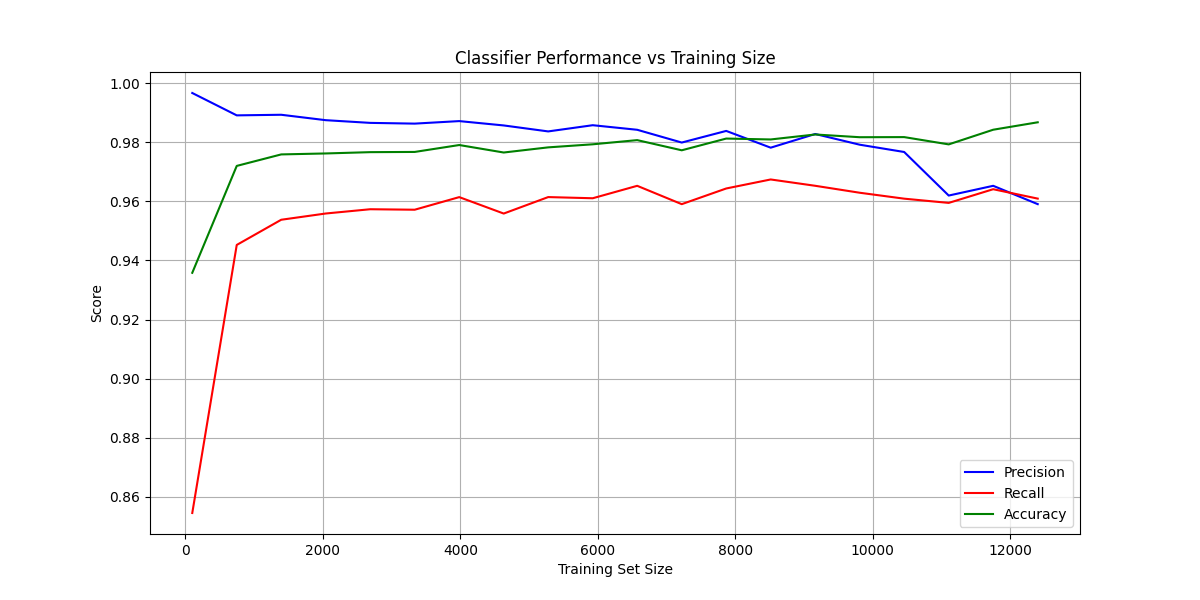 Classifier Performance vs Training Size
1.00
0.98
0.96
0.94
0.92
0.90
0.88
0.86
Score
0 2000 4000 6000 8000 10000 12000
Training Set Size
Precision
Recall
Accuracy